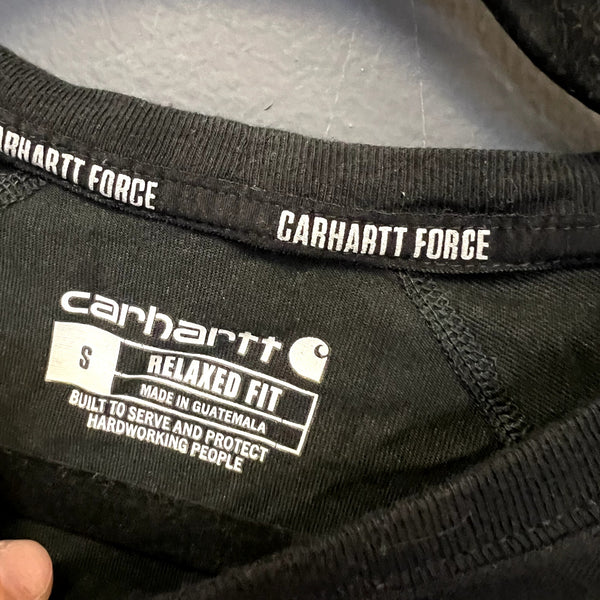 CARHARTT FORCE
CARHARTT FORCE
carhartt
S
RELAXED FIT
MADE IN GUATEMALA
BUILT TO SERVE AND PROTECT
HARDWORKING PEOPLE